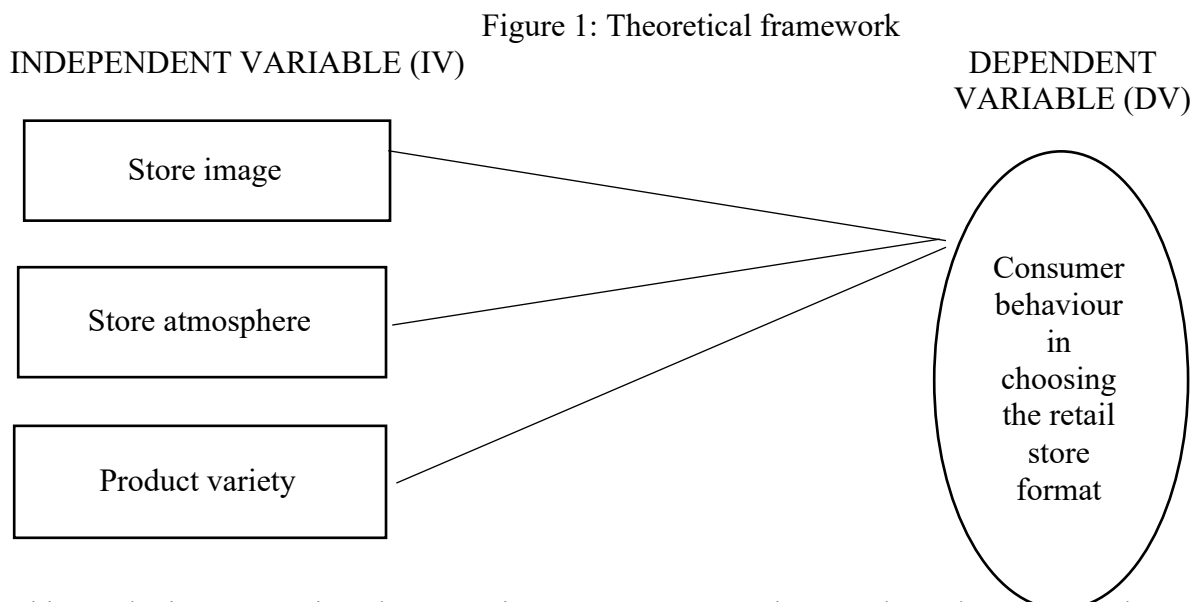 Figure 1: Theoretical framework
INDEPENDENT VARIABLE (IV)
DEPENDENT
VARIABLE (DV)
Store image
Store atmosphere
Product variety
Consumer
behaviour
in
choosing
the retail
store
format